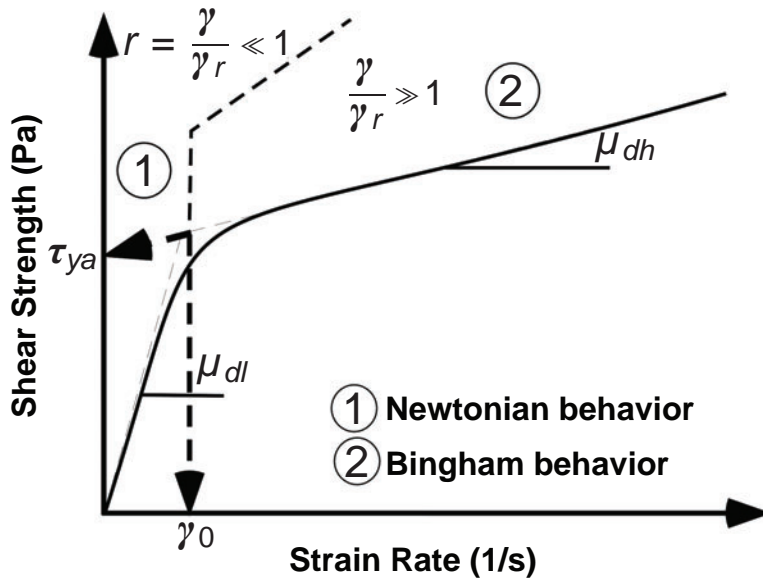 r = γ/γr ≪ 1
γ/γr ≫ 1
②
①
μdh
τya
μdl
① Newtonian behavior
② Bingham behavior
γ0
Shear Strength (Pa)
Strain Rate (1/s)